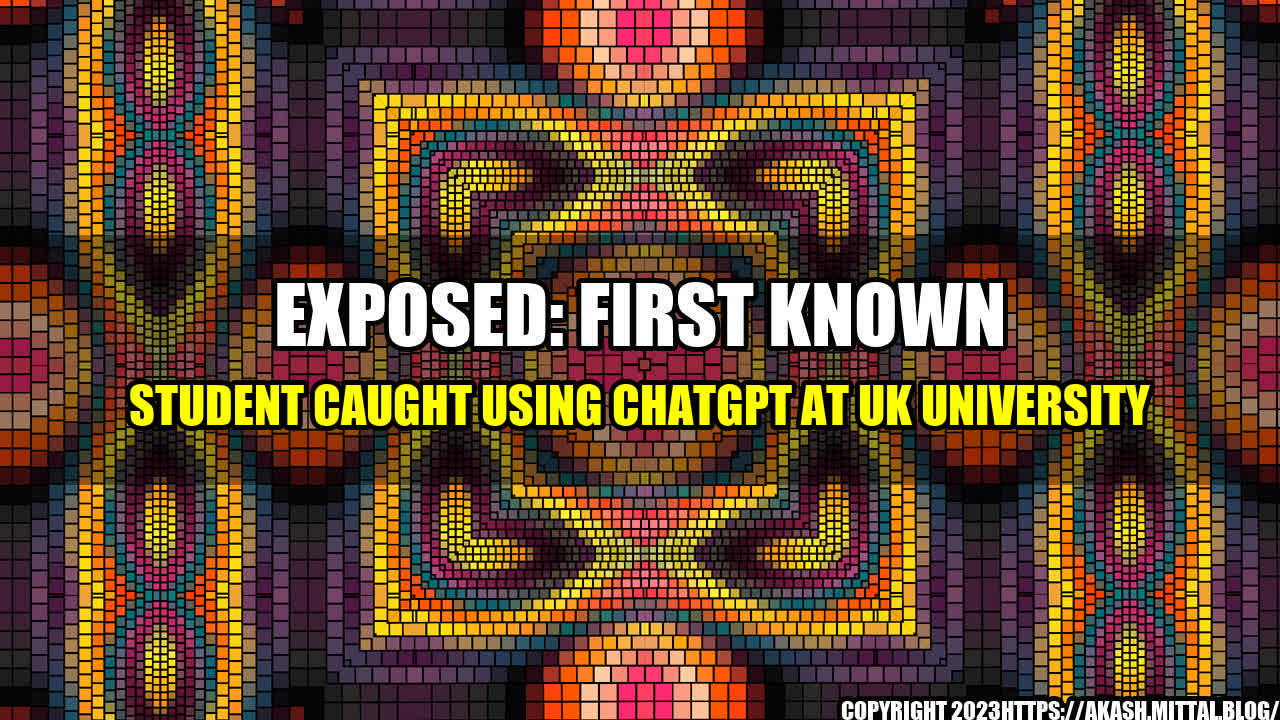 EXPOSED: FIRST KNOWN
STUDENT CAUGHT USING CHATGPT AT UK UNIVERSITY
COPYRIGHT 2023HTTPS://AKASH.MITTAL.BLOG/